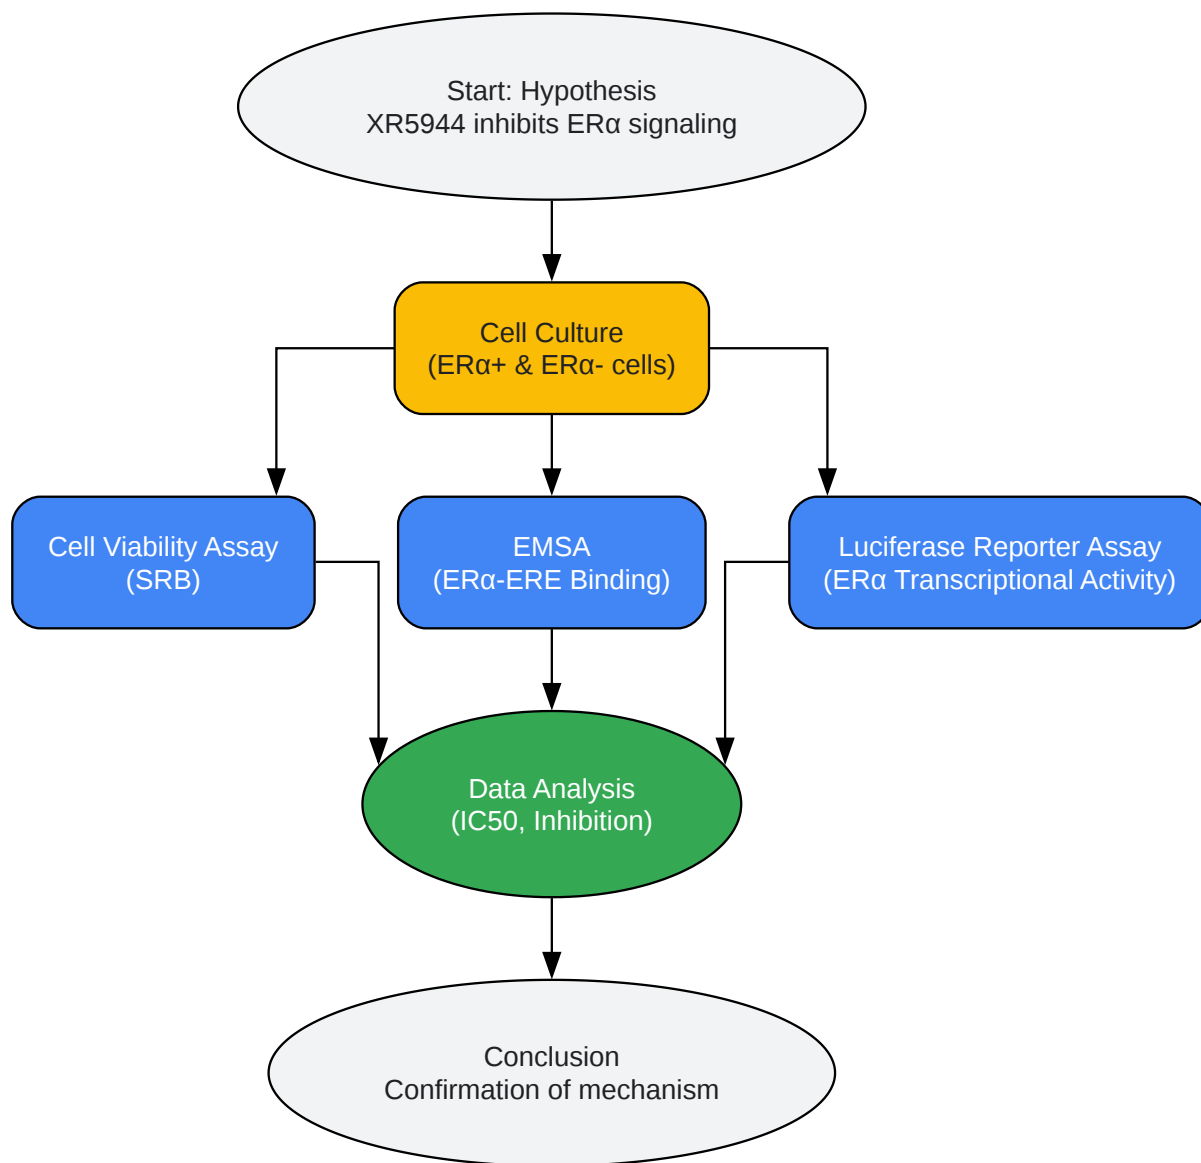 Start: Hypothesis
XR5944 inhibits ERα signaling
Cell Culture
(ERα+ & ERα- cells)
Cell Viability Assay
(SRB)
EMSA
(ERα-ERE Binding)
Luciferase Reporter Assay
(ERα Transcriptional Activity)
Data Analysis
(IC50, Inhibition)
Conclusion
Confirmation of mechanism